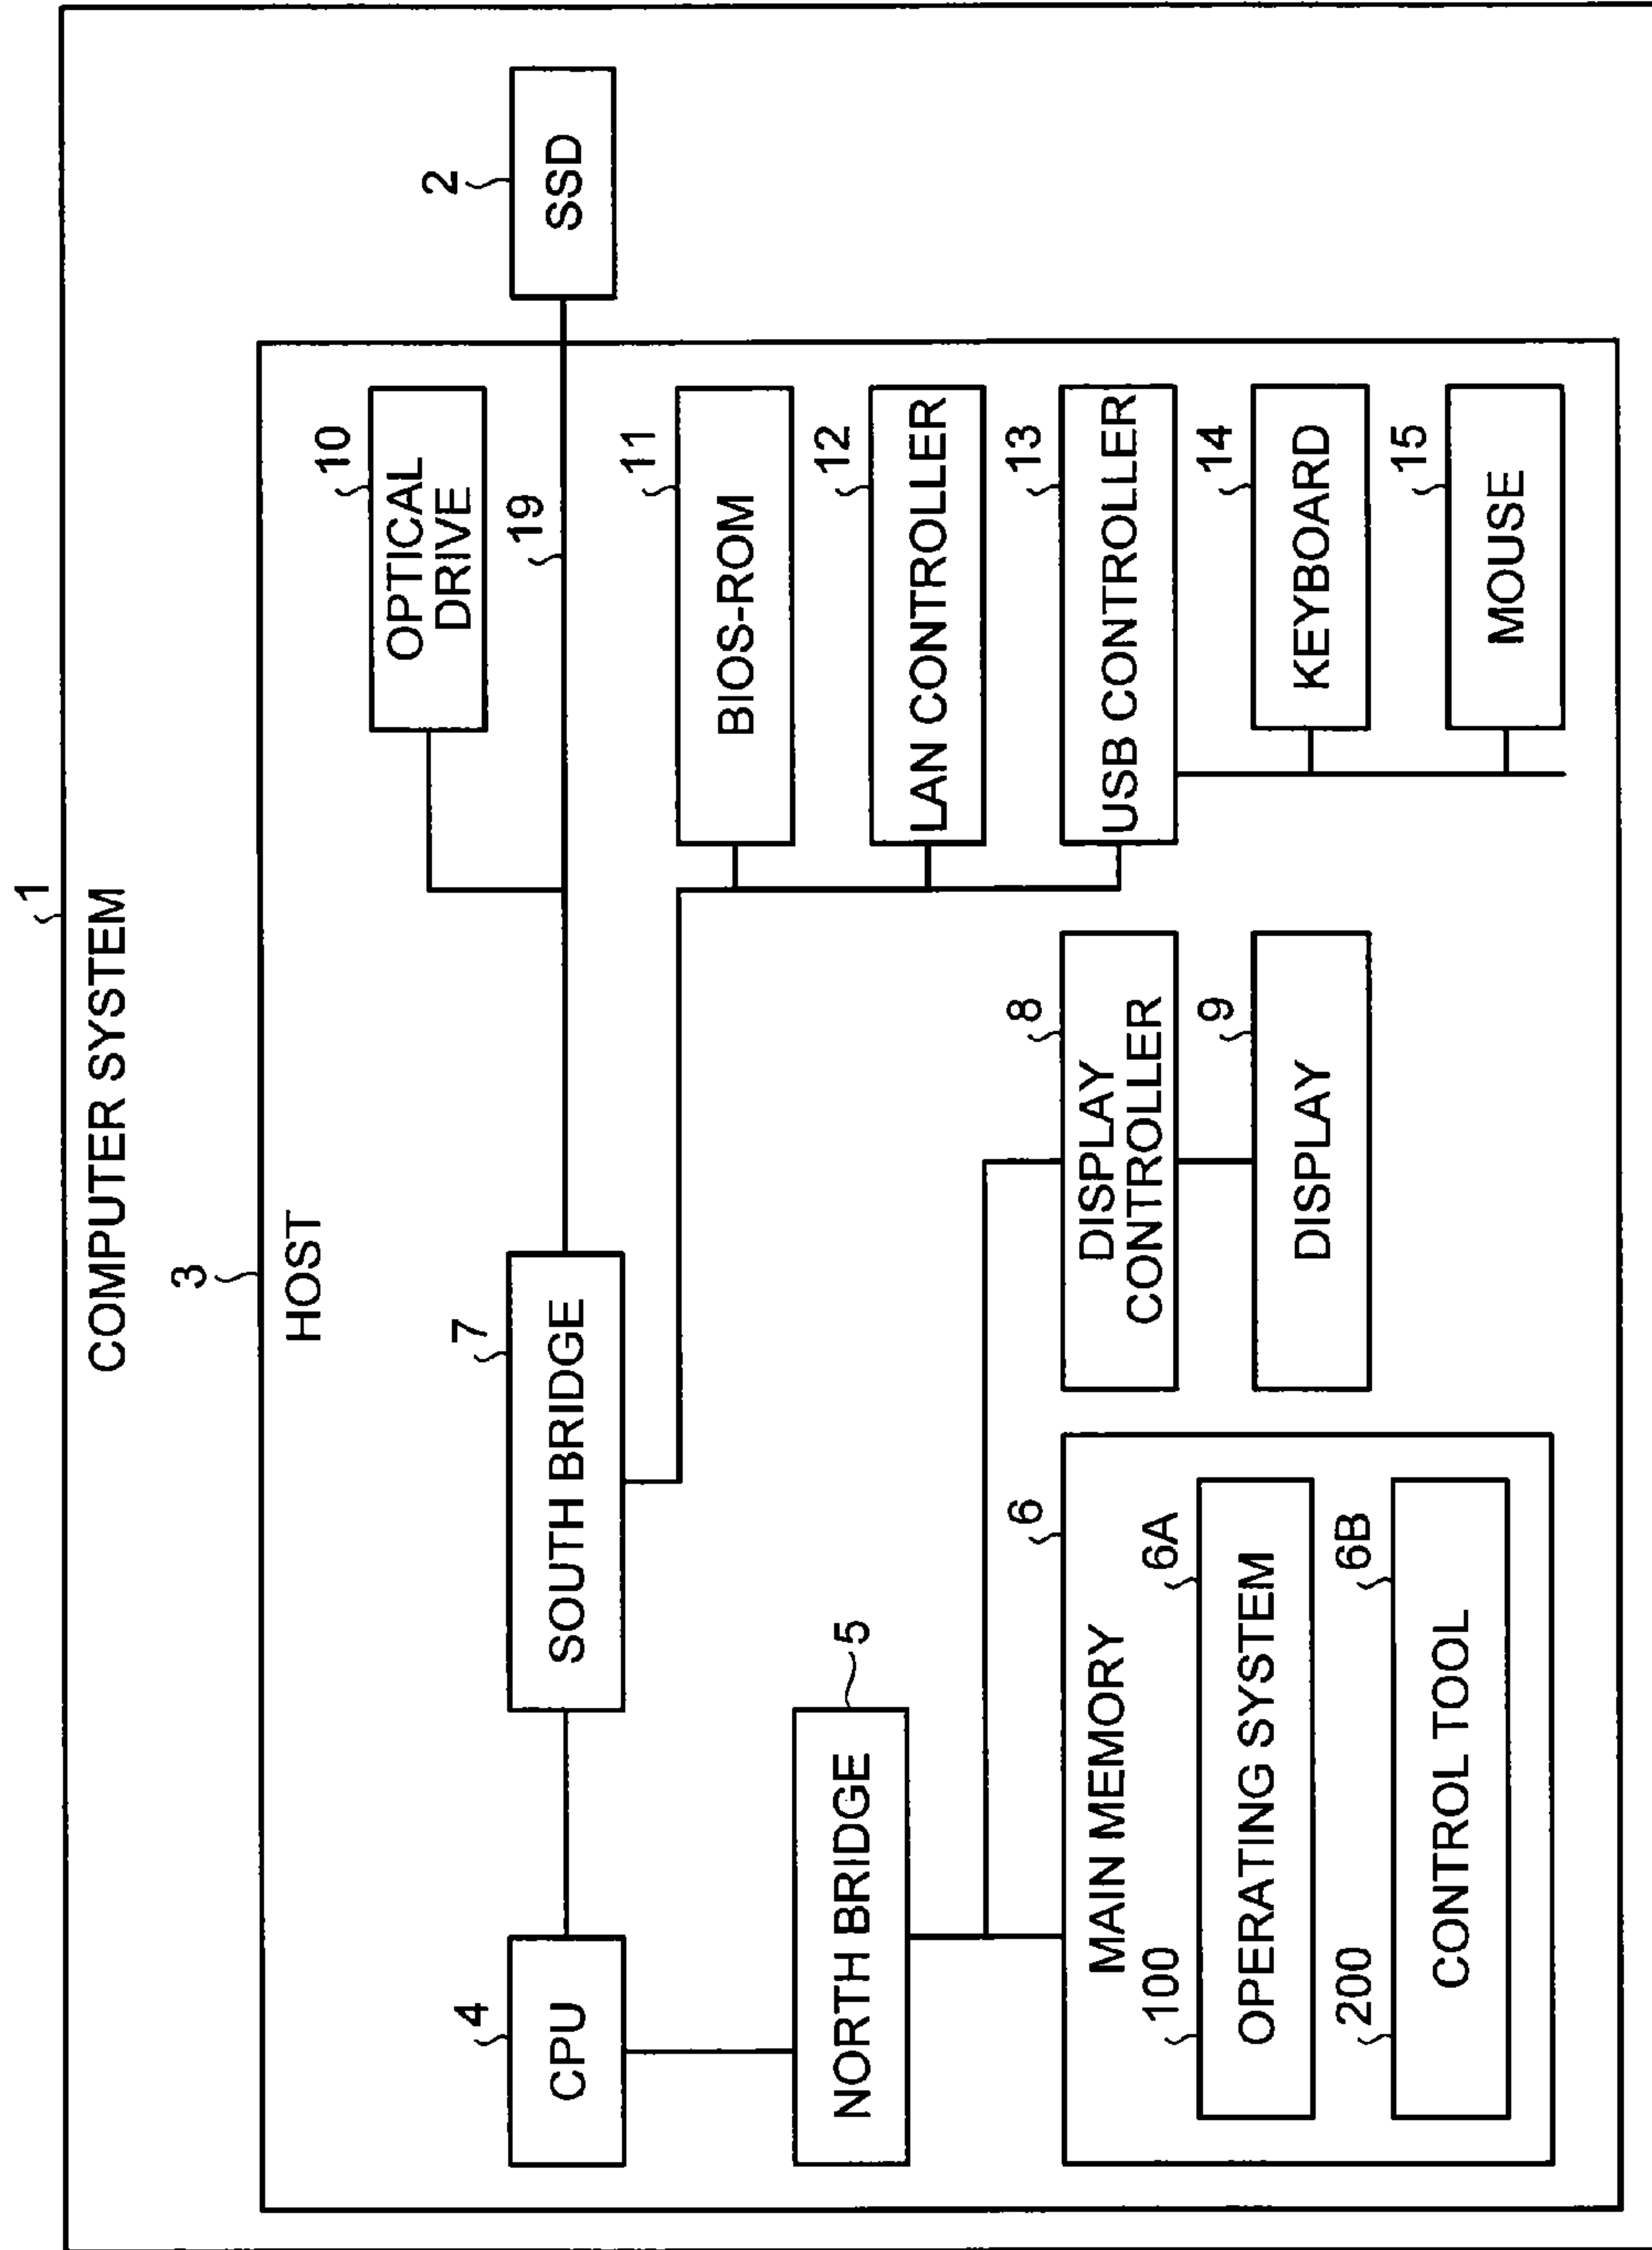 1
COMPUTER SYSTEM
3
HOST
4
CPU
7
SOUTH BRIDGE
19
2
SSD
10
OPTICAL
DRIVE
5
NORTH BRIDGE
11
BIOS-ROM
12
LAN CONTROLLER
6
MAIN MEMORY
100
6A
OPERATING SYSTEM
200
6B
CONTROL TOOL
8
DISPLAY
CONTROLLER
9
DISPLAY
13
USB CONTROLLER
14
KEYBOARD
15
MOUSE